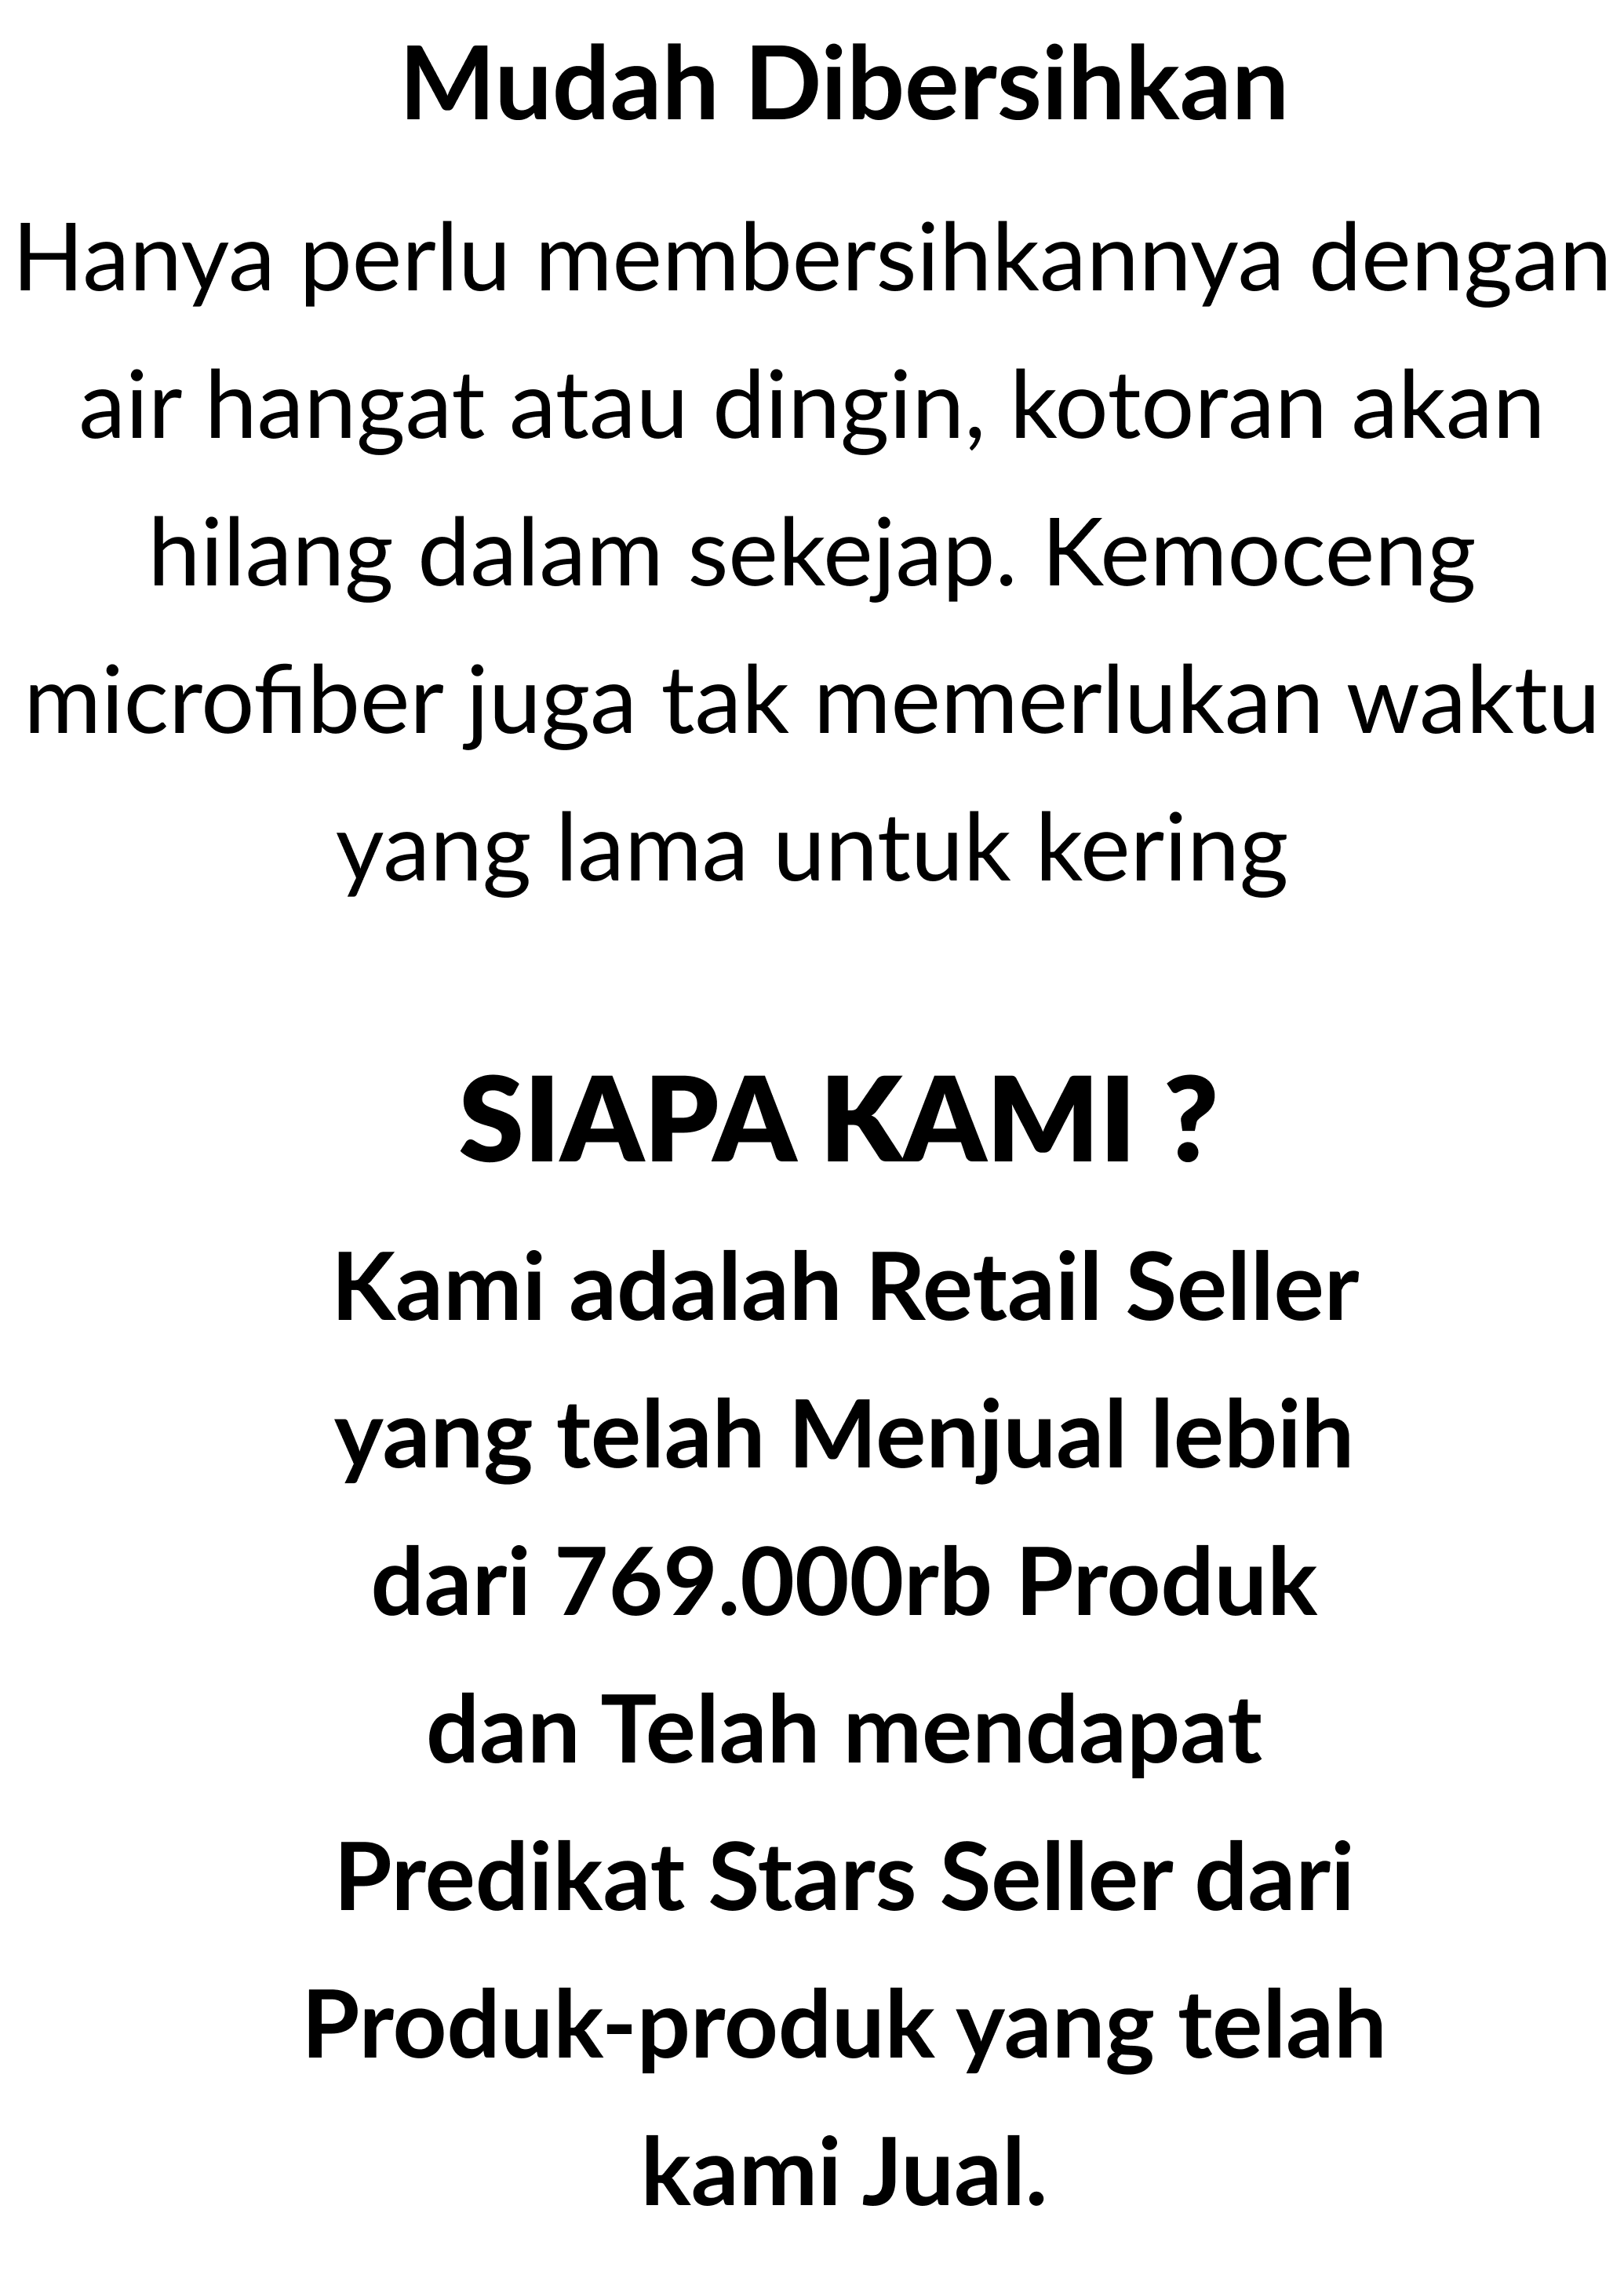 Mudah Dibersihkan
Hanya perlu membersihkannya dengan
air hangat atau dingin, kotoran akan
hilang dalam sekejap. Kemoceng
microfiber juga tak memerlukan waktu
yang lama untuk kering
SIAPA KAMI ?
Kami adalah Retail Seller
yang telah Menjual lebih
dari 769.000rb Produk
dan Telah mendapat
Predikat Stars Seller dari
Produk-produk yang telah
kami Jual.